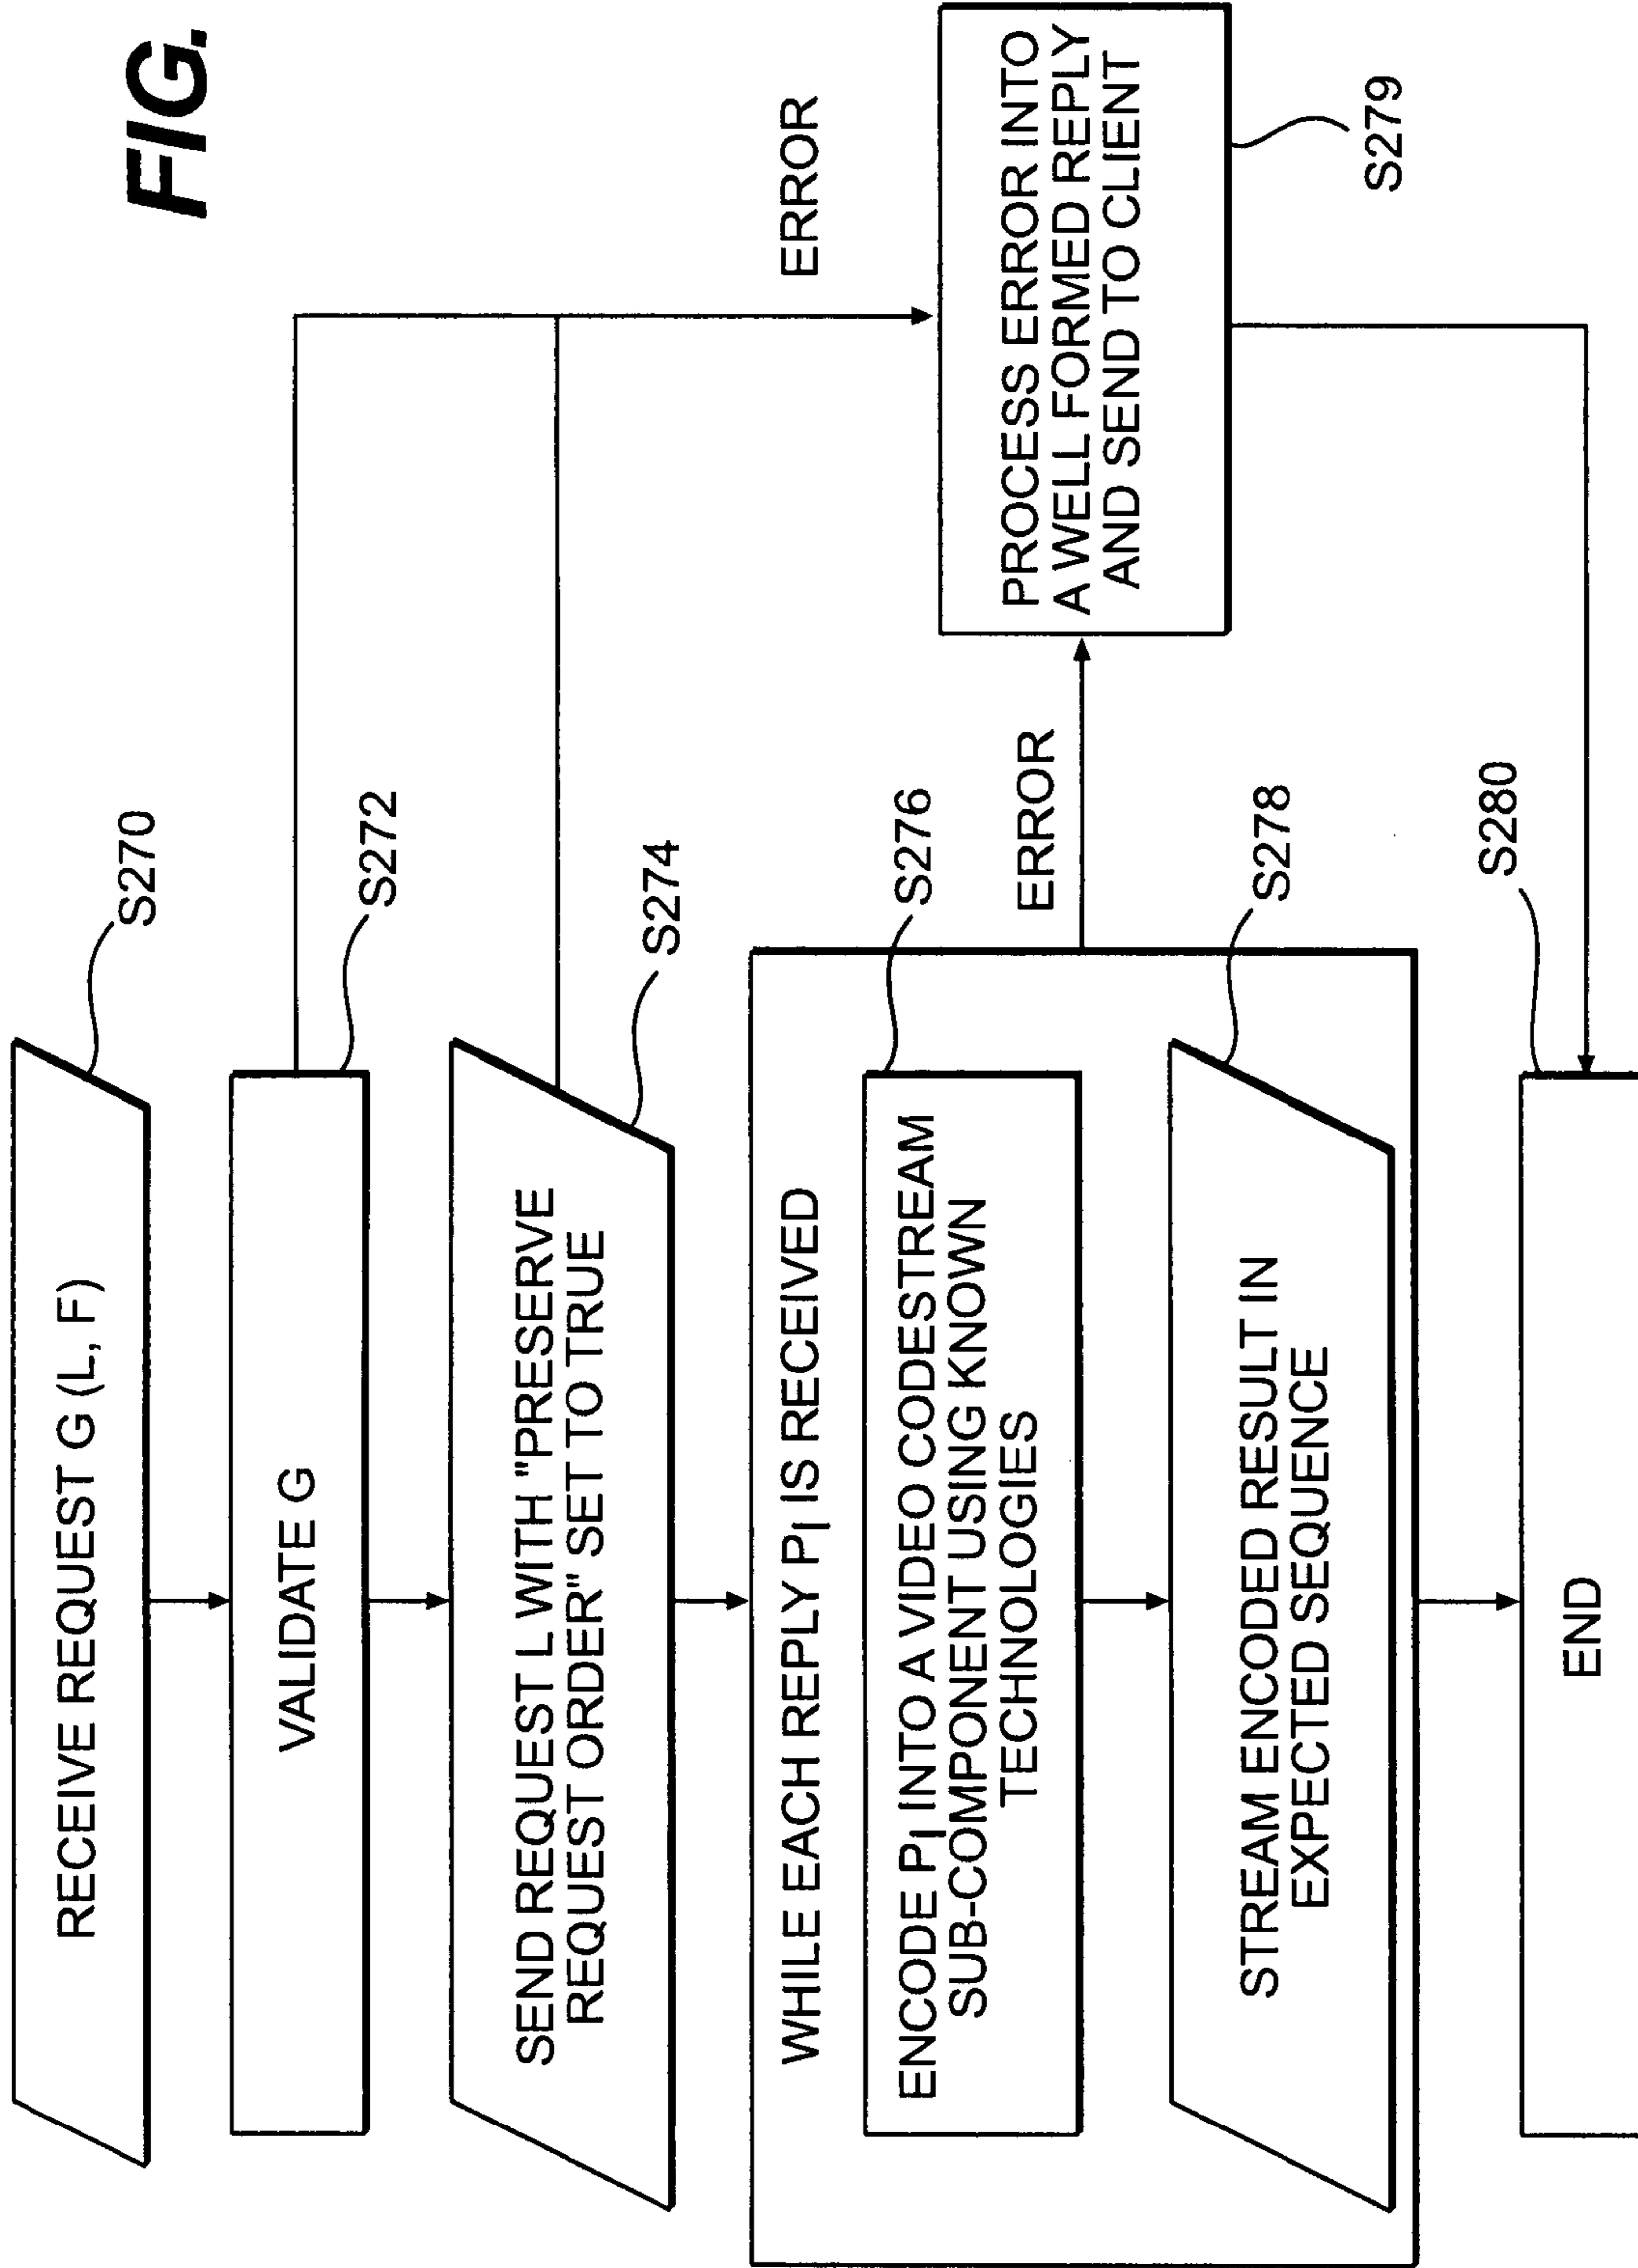 FIG.
RECEIVE REQUEST G (L, F)
S270
VALIDATE G
S272
SEND REQUEST L WITH "PRESERVE
REQUEST ORDER" SET TO TRUE
S274
ERROR
WHILE EACH REPLY PI IS RECEIVED
ENCODE PI INTO A VIDEO CODESTREAM
SUB-COMPONENT USING KNOWN
TECHNOLOGIES
S276
ERROR
PROCESS ERROR INTO
A WELL FORMED REPLY
AND SEND TO CLIENT
S279
STREAM ENCODED RESULT IN
EXPECTED SEQUENCE
S278
END
S280